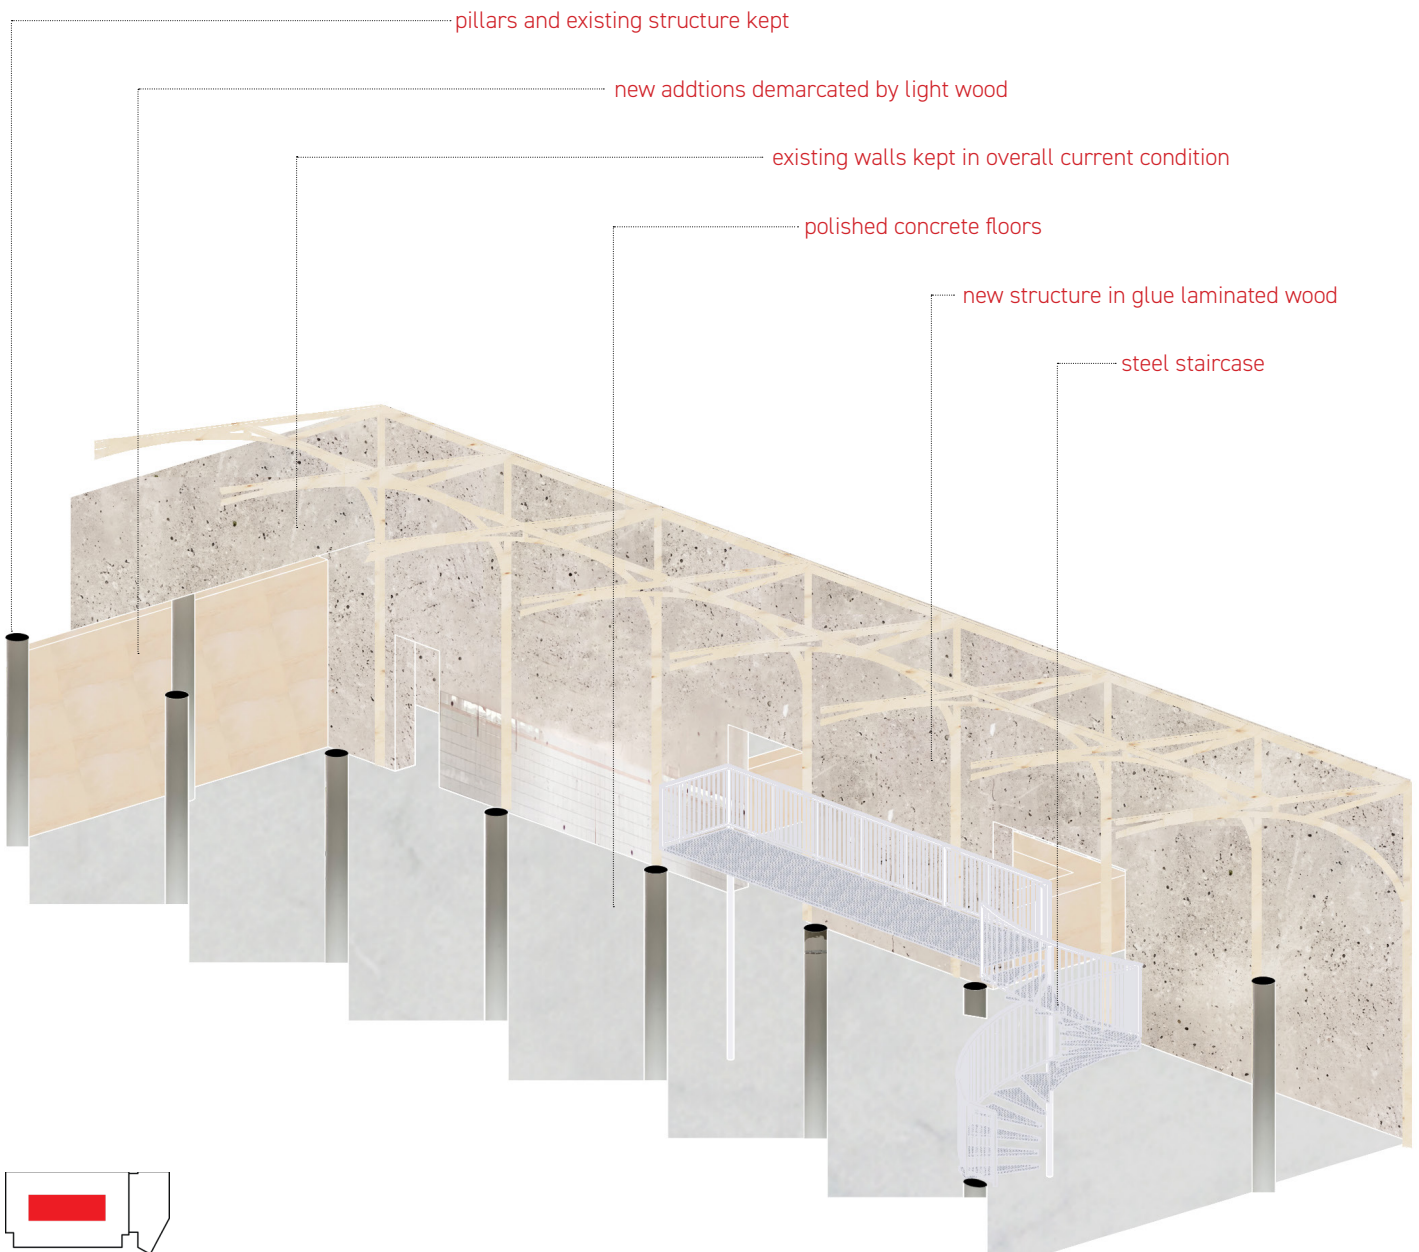 pillars and existing structure kept
new addtions demarcated by light wood
existing walls kept in overall current condition
polished concrete floors
new structure in glue laminated wood
steel staircase